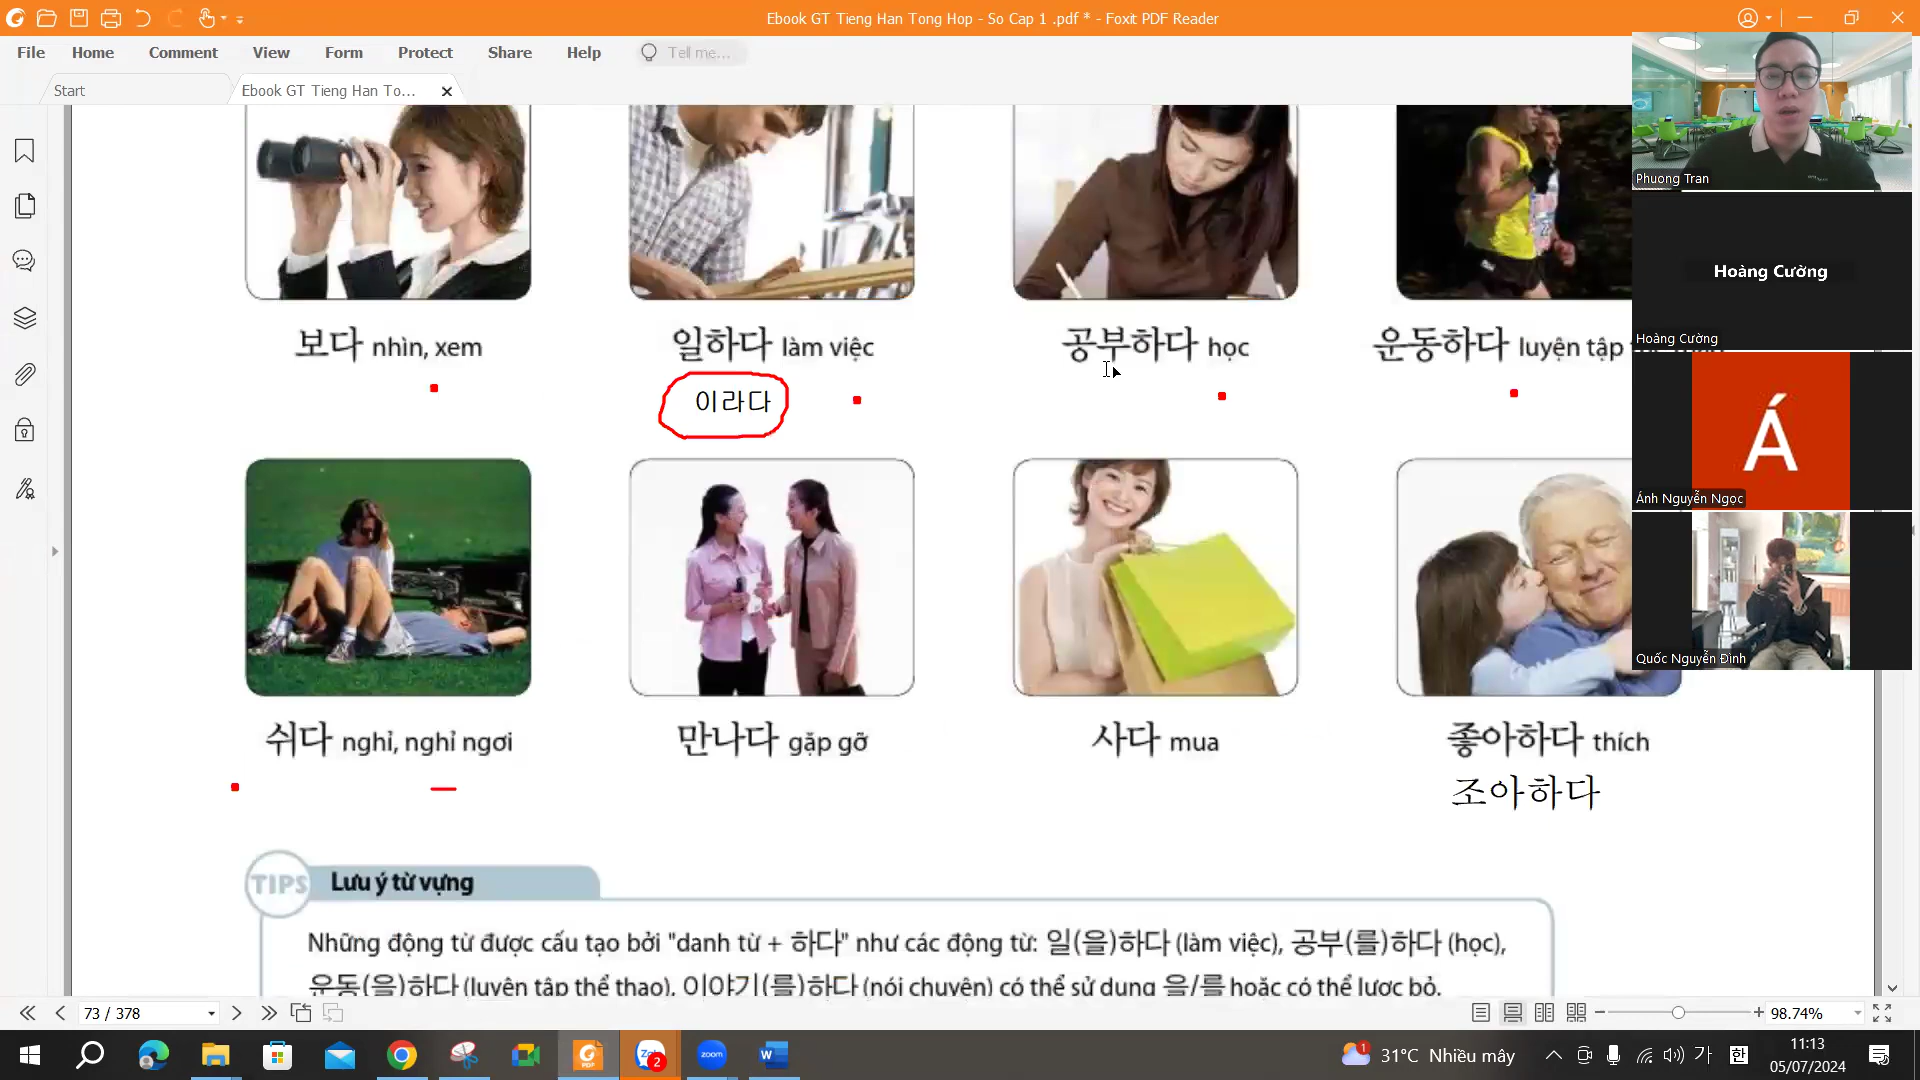 Ebook GT Tieng Han Tong Hop - So Cap 1 .pdf * - Foxit PDF Reader
File Home Comment View Form Protect Share Help Tell me...
Start Ebook GT Tieng Han To...
Phuong Tran
Hoàng Cường
Hoàng Cường
보다 nhìn, xem 일하다 làm việc 공부하다 học 운동하다 luyện tập
이라다
Á
Ánh Nguyễn Ngọc
Quốc Nguyễn Đình
쉬다 nghỉ, nghỉ ngơi 만나다 gặp gỡ 사다 mua 좋아하다 thích
조아하다
TIPS Lưu ý từ vựng
Những động từ được cấu tạo bởi "danh từ + 하다" như các động từ: 일(을)하다 (làm việc), 공부(를)하다 (học),
운동(을)하다 (luyện tập thể thao), 이야기(를)하다 (nói chuyện) có thể sử dụng 을/를 hoặc có thể lược bỏ.
73 / 378 98.74%
zoom 2 1 31°C Nhiều mây 가 한 11:13
05/07/2024